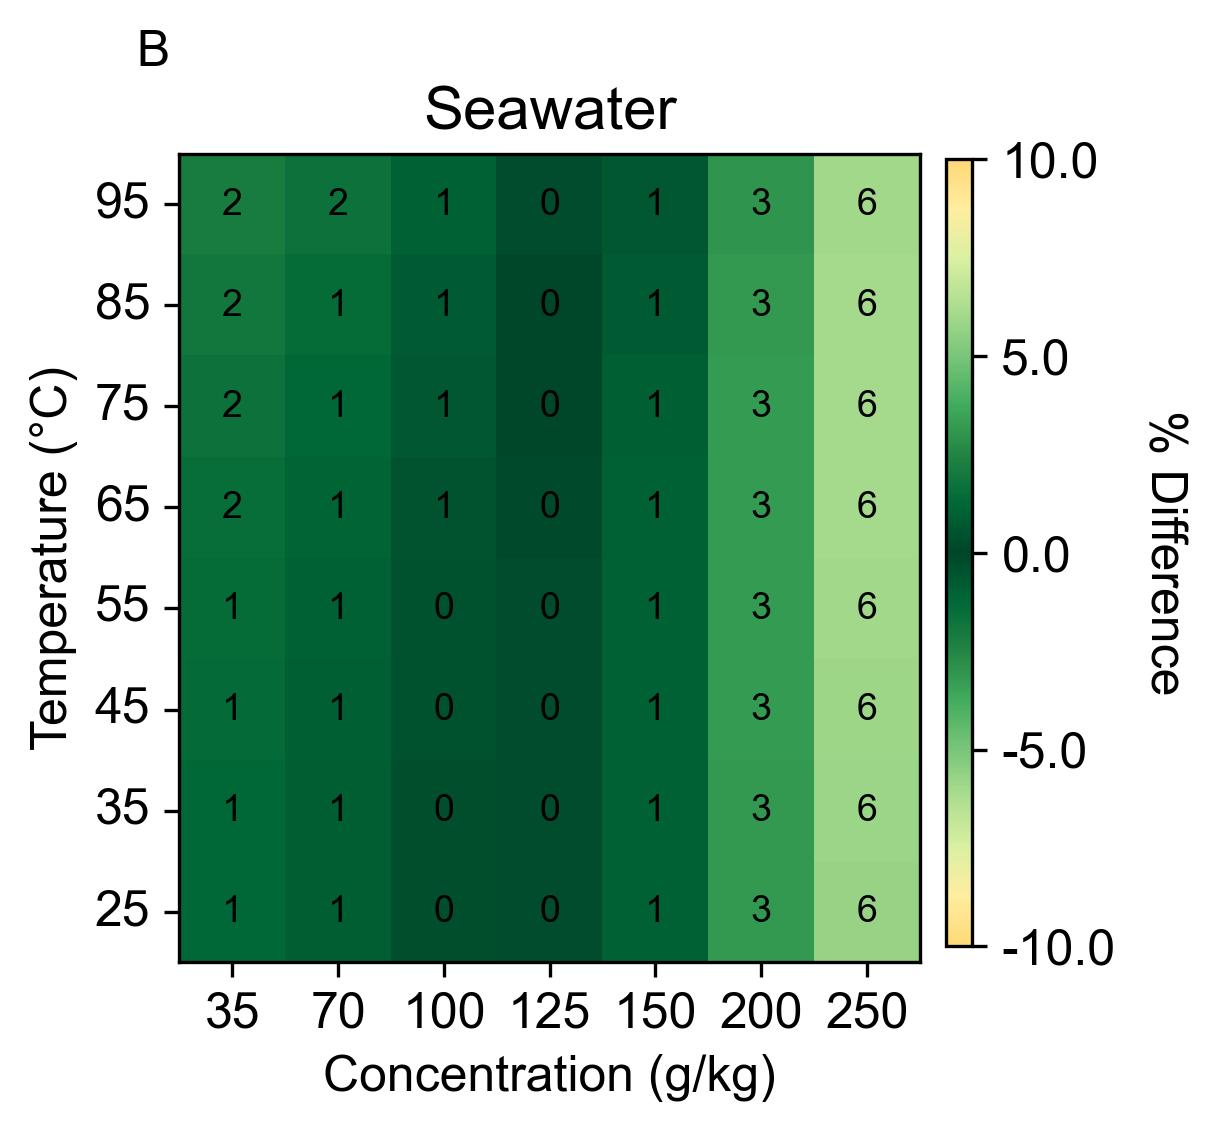 B
Seawater
95 2 2 1 0 1 3 6
85 2 1 1 0 1 3 6
75 2 1 1 0 1 3 6
65 2 1 1 0 1 3 6
55 1 1 0 0 1 3 6
45 1 1 0 0 1 3 6
35 1 1 0 0 1 3 6
25 1 1 0 0 1 3 6
35 70 100 125 150 200 250
Concentration (g/kg)
Temperature (°C)
10.0
5.0
0.0
-5.0
-10.0
% Difference